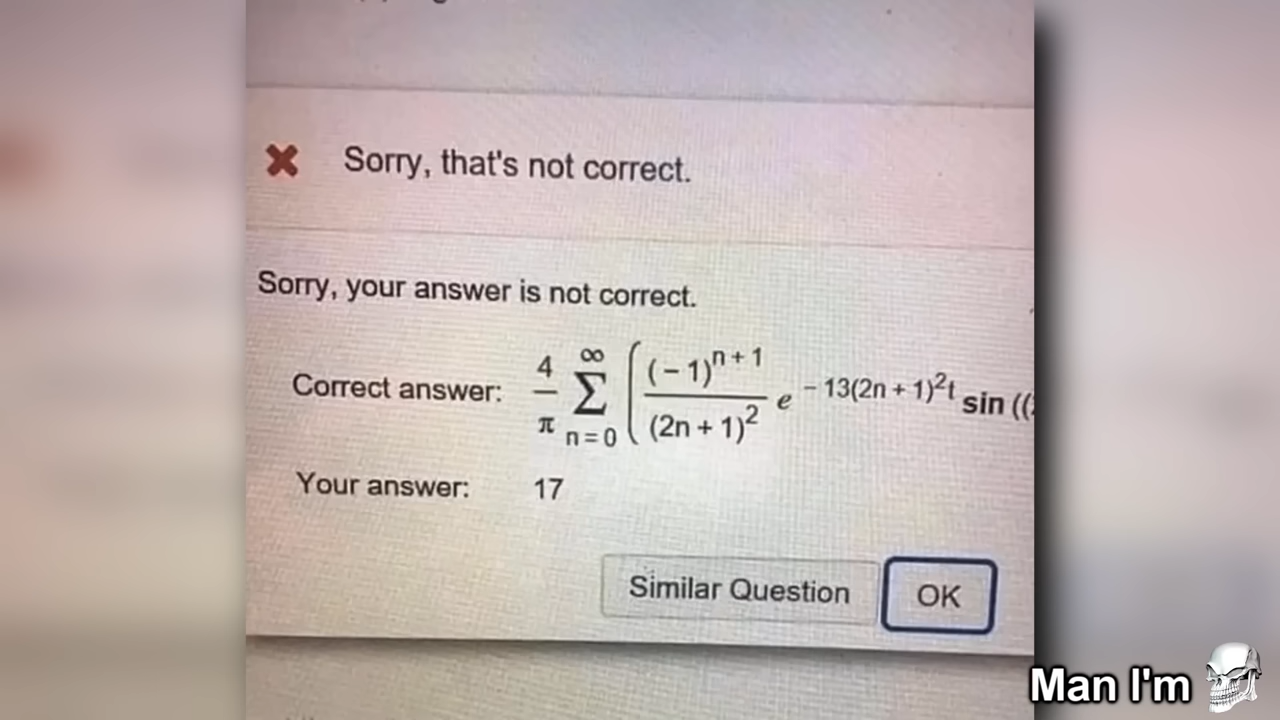 Sorry, that's not correct.
Sorry, your answer is not correct.
Correct answer: 4/π ∑ n=0 ∞ ( (-1)^(n+1) / (2n+1)^2 e^(-13(2n+1)^2 t) sin ((
Your answer: 17
Similar Question OK
Man I'm